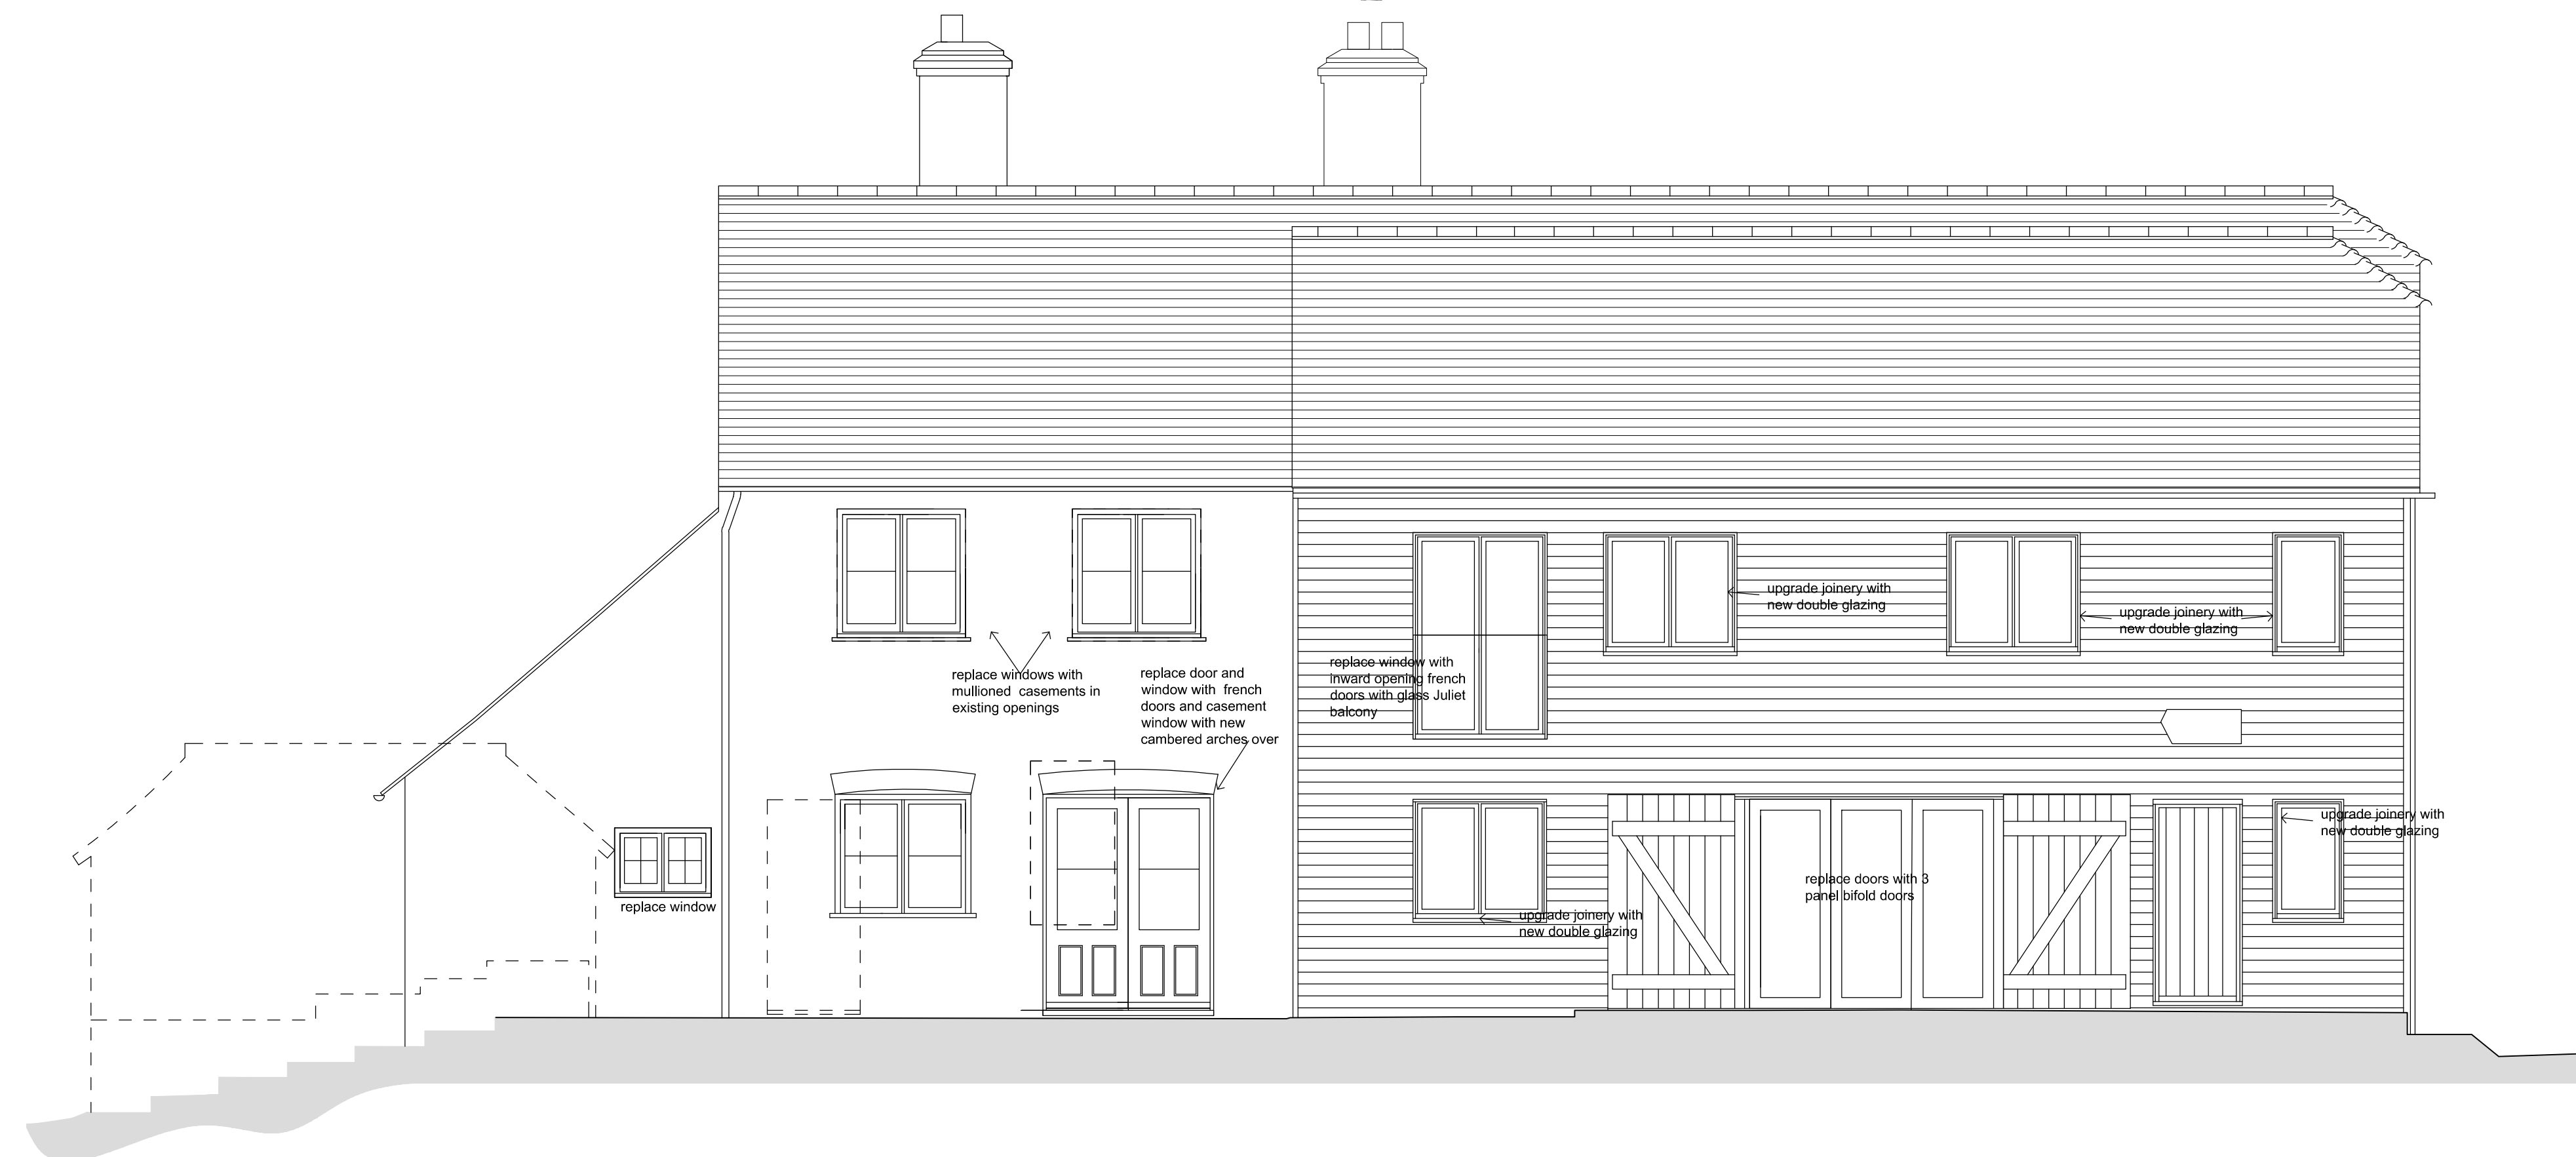 upgrade joinery with
new double glazing
upgrade joinery with
new double glazing
replace windows with
mullioned casements in
existing openings
replace door and
window with french
doors and casement
window with new
cambered arches over
replace window with
inward opening french
doors with glass Juliet
balcony
replace window
upgrade joinery with
new double glazing
replace doors with 3
panel bifold doors
upgrade joinery with
new double glazing